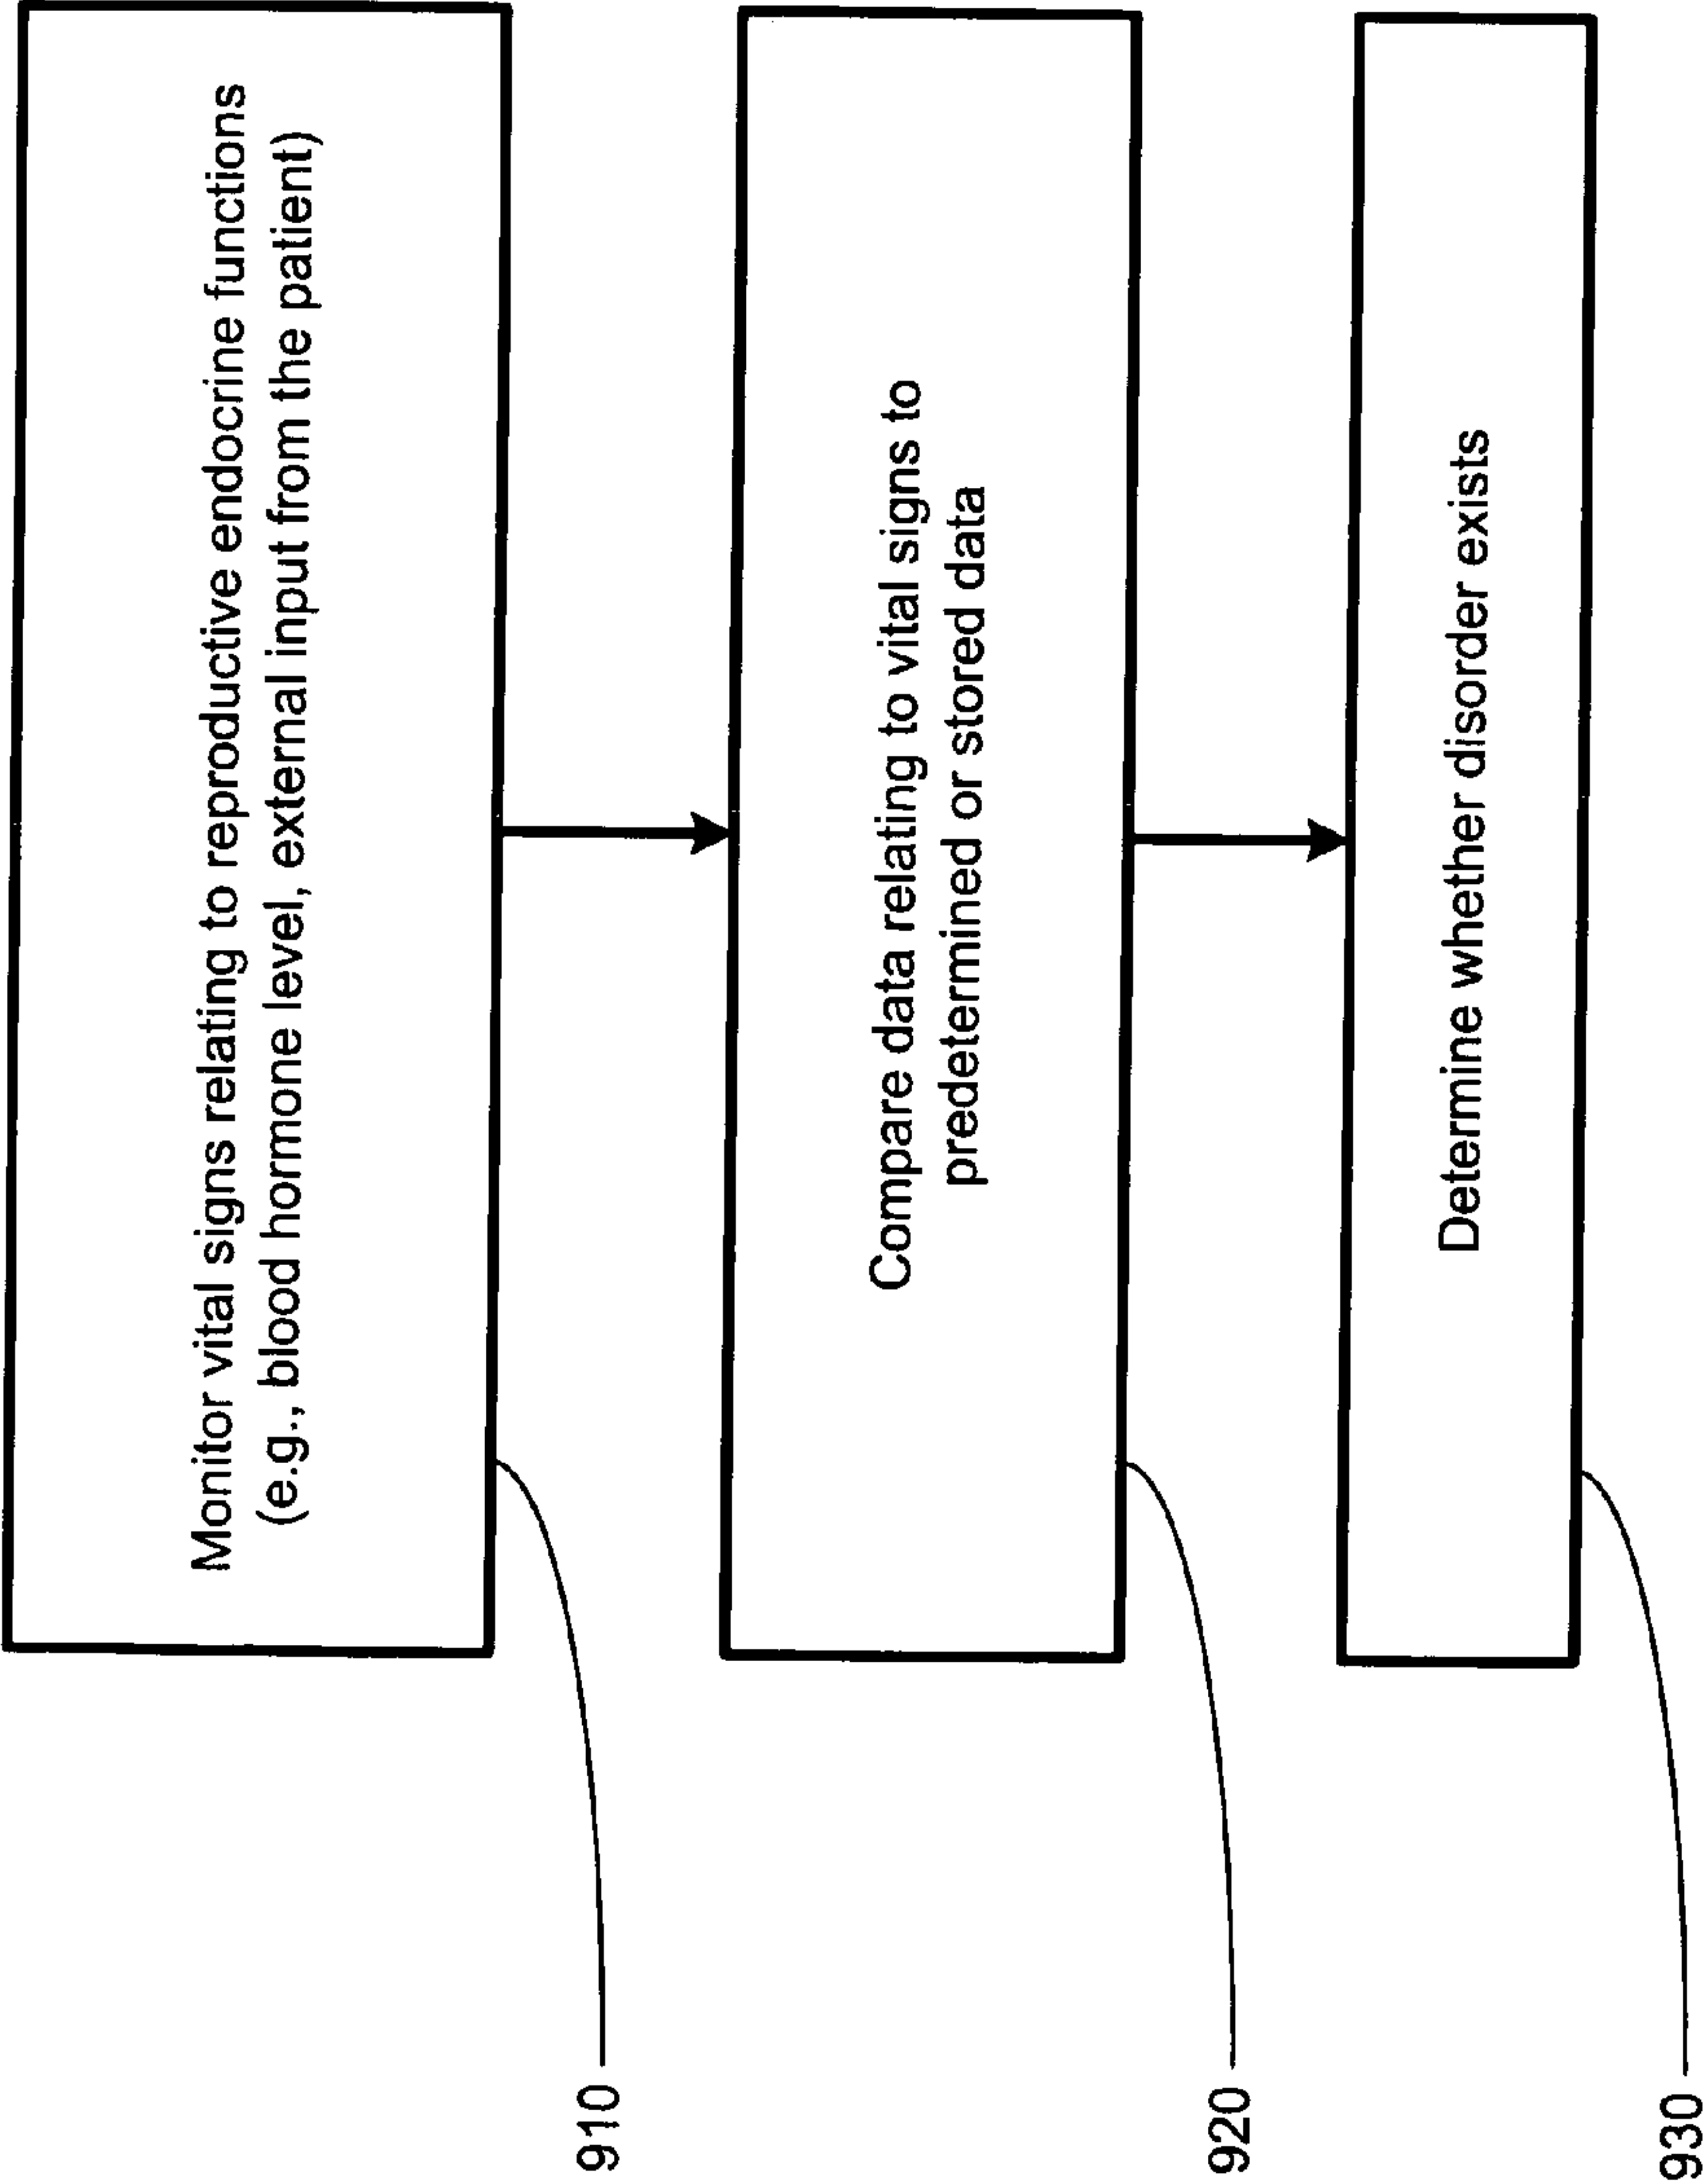 Monitor vital signs relating to reproductive endocrine functions
(e.g., blood hormone level, external input from the patient)
910
Compare data relating to vital signs to
predetermined or stored data
920
Determine whether disorder exists
930